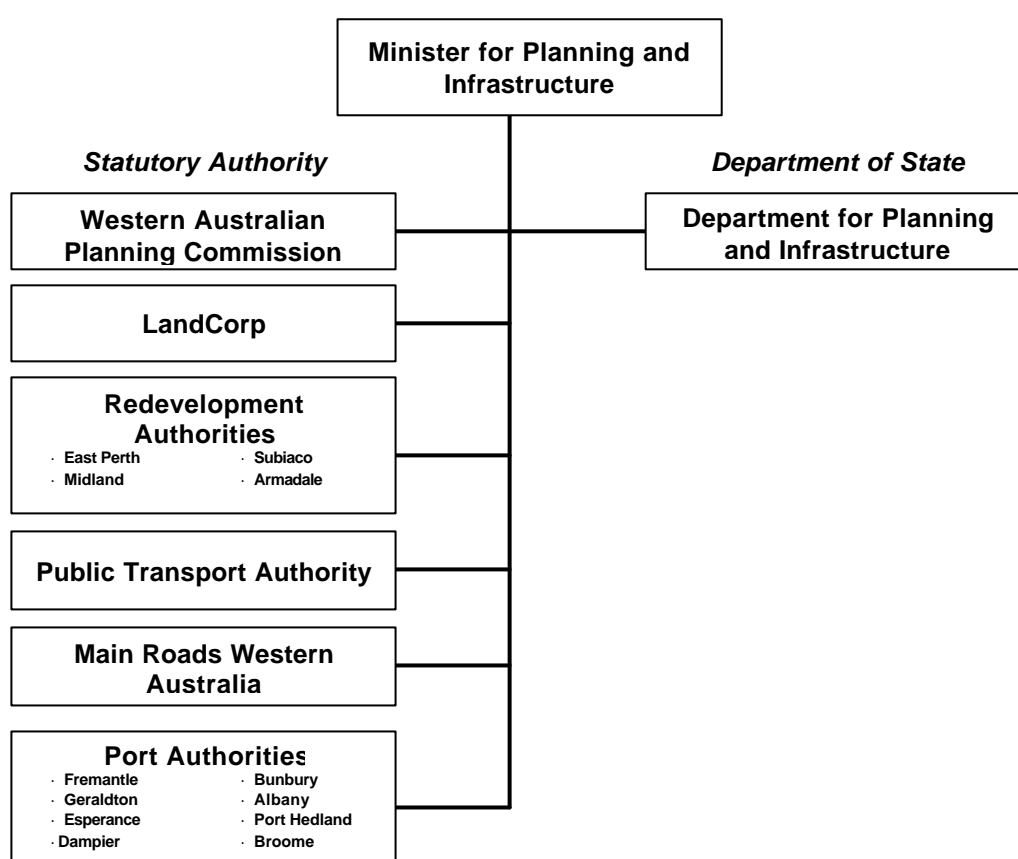 Minister for Planning and
Infrastructure
Statutory Authority
Department of State
Western Australian
Planning Commission
Department for Planning
and Infrastructure
LandCorp
Redevelopment
Authorities
· East Perth
· Subiaco
· Midland
· Armadale
Public Transport Authority
Main Roads Western
Australia
Port Authorities
· Fremantle
· Bunbury
· Geraldton
· Albany
· Esperance
· Port Hedland
· Dampier
· Broome